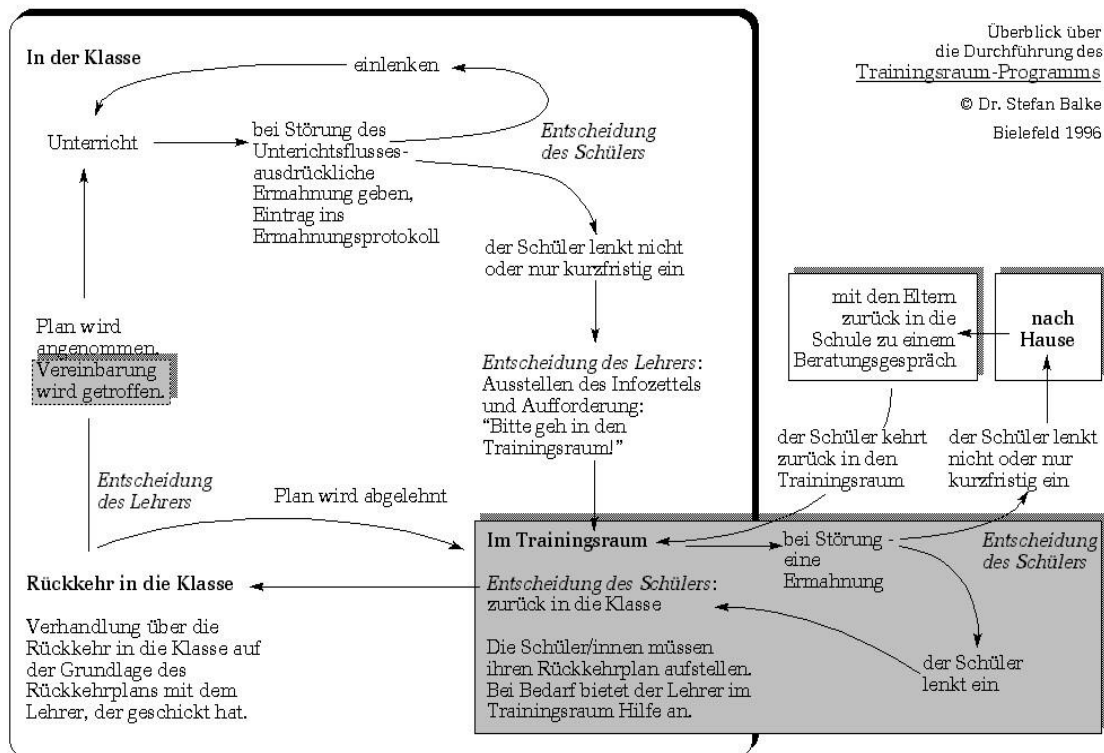 Überblick über
die Durchführung des
Trainingsraum-Programms
© Dr. Stefan Balke
Bielefeld 1996
In der Klasse
einlenken
Unterricht
bei Störung des
Unterichtsflusses-
ausdrückliche
Ermahnung geben,
Eintrag ins
Ermahnungsprotokoll
Entscheidung
des Schülers
der Schüler lenkt nicht
oder nur kurzfristig ein
Entscheidung des Lehrers:
Ausstellen des Infozettels
und Aufforderung:
“Bitte geh in den
Trainingsraum!”
mit den Eltern
zurück in die
Schule zu einem
Beratungsgespräch
nach
Hause
der Schüler kehrt
zurück in den
Trainingsraum
der Schüler lenkt
nicht oder nur
kurzfristig ein
Plan wird
angenommen.
Vereinbarung
wird getroffen.
Entscheidung
des Lehrers
Plan wird abgelehnt
Im Trainingsraum
bei Störung -
eine
Ermahnung
Entscheidung
des Schülers
Entscheidung des Schülers:
zurück in die Klasse
Die Schüler/innen müssen
ihren Rückkehrplan aufstellen.
Bei Bedarf bietet der Lehrer im
Trainingsraum Hilfe an.
der Schüler
lenkt ein
Rückkehr in die Klasse
Verhandlung über die
Rückkehr in die Klasse auf
der Grundlage des
Rückkehrplans mit dem
Lehrer, der geschickt hat.